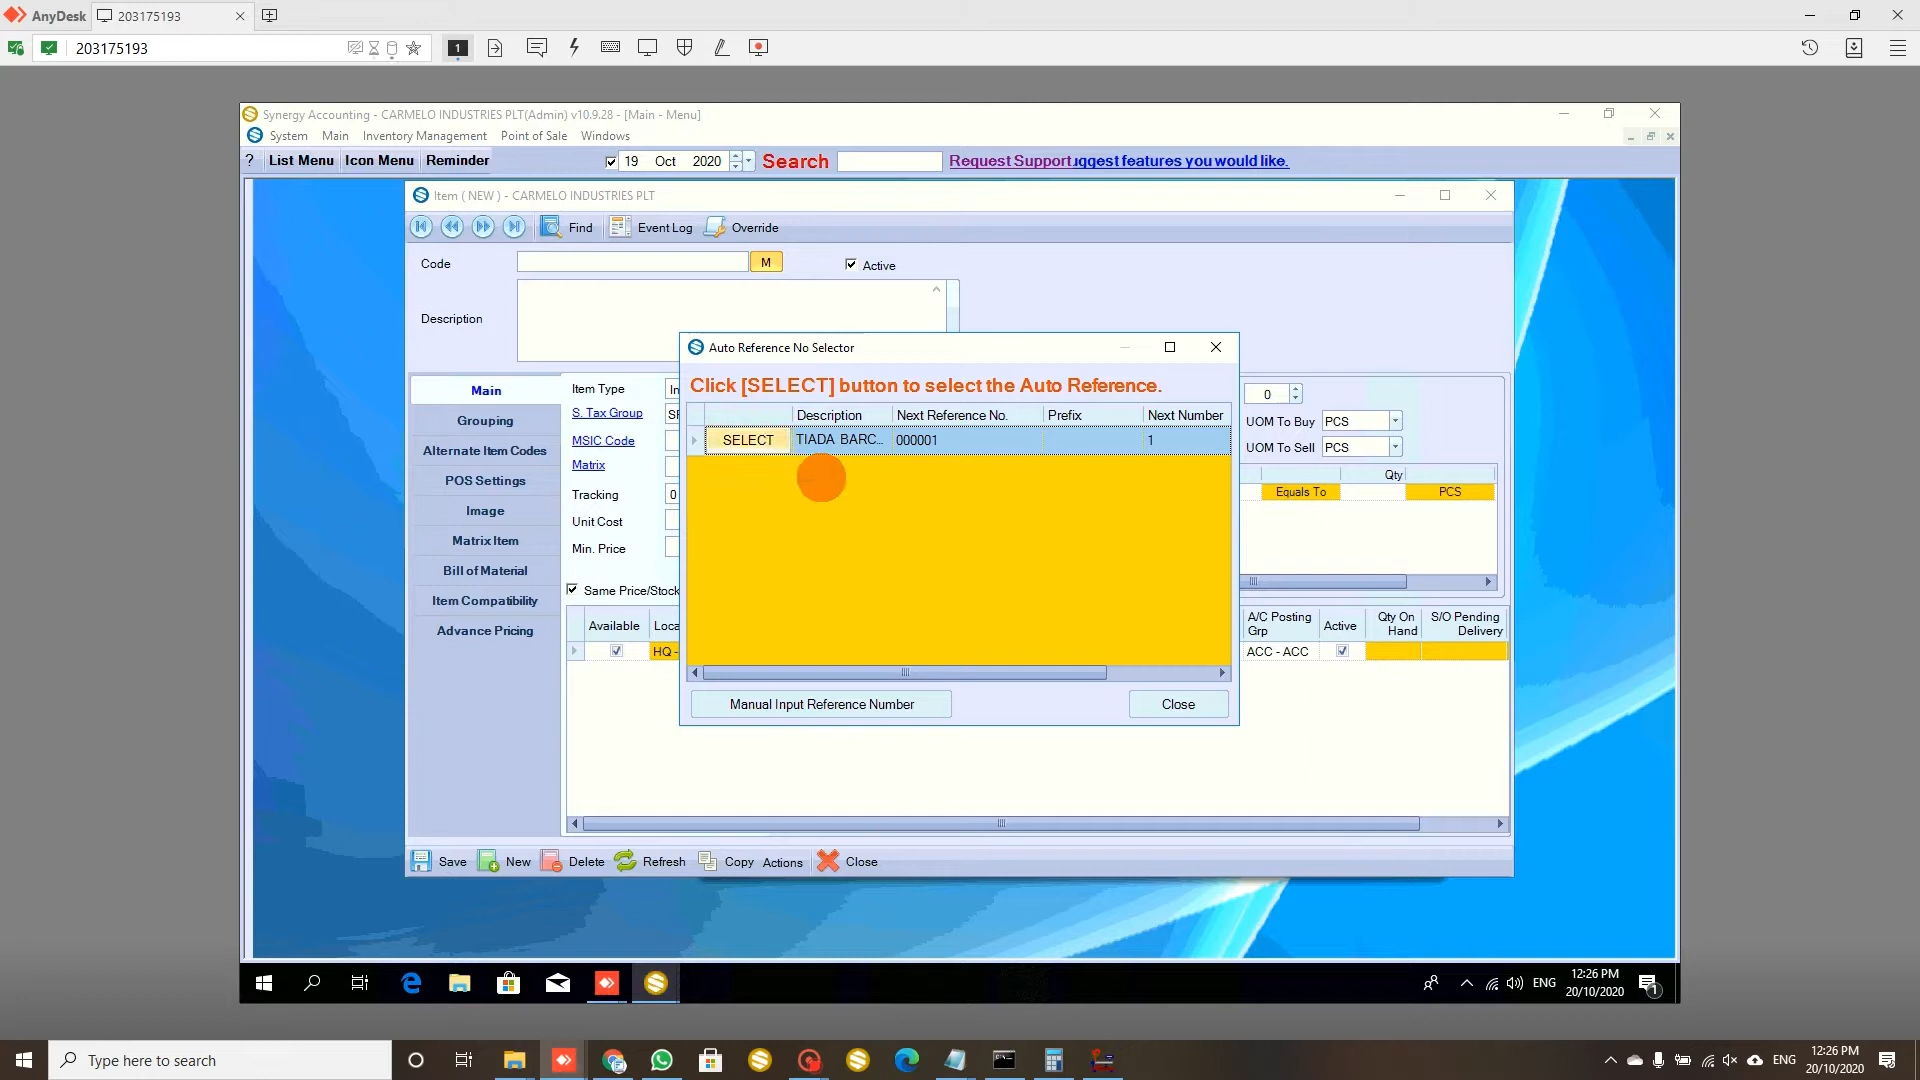 AnyDesk 203175193
203175193 1
Synergy Accounting - CARMELO INDUSTRIES PLT(Admin) v10.9.28 - [Main - Menu]
System Main Inventory Management Point of Sale Windows
? List Menu Icon Menu Reminder 19 Oct 2020 Search Request Support uggest features you would like.
Item ( NEW ) - CARMELO INDUSTRIES PLT
Find Event Log Override
Code M Active
Description
Auto Reference No Selector
Click [SELECT] button to select the Auto Reference.
Description Next Reference No. Prefix Next Number
SELECT TIADA BARC... 000001 1
Manual Input Reference Number Close
Main
Grouping
Alternate Item Codes
POS Settings
Image
Matrix Item
Bill of Material
Item Compatibility
Advance Pricing
Item Type In
S. Tax Group
MSIC Code
Matrix
Tracking 0
Unit Cost
Min. Price
Same Price/Stock
0
UOM To Buy PCS
UOM To Sell PCS
Qty
Equals To PCS
Available Loca
HQ -
A/C Posting Grp Active Qty On Hand S/O Pending Delivery
ACC - ACC
Save New Delete Refresh Copy Actions Close
ENG 12:26 PM
20/10/2020 1
Type here to search ENG 12:26 PM
20/10/2020